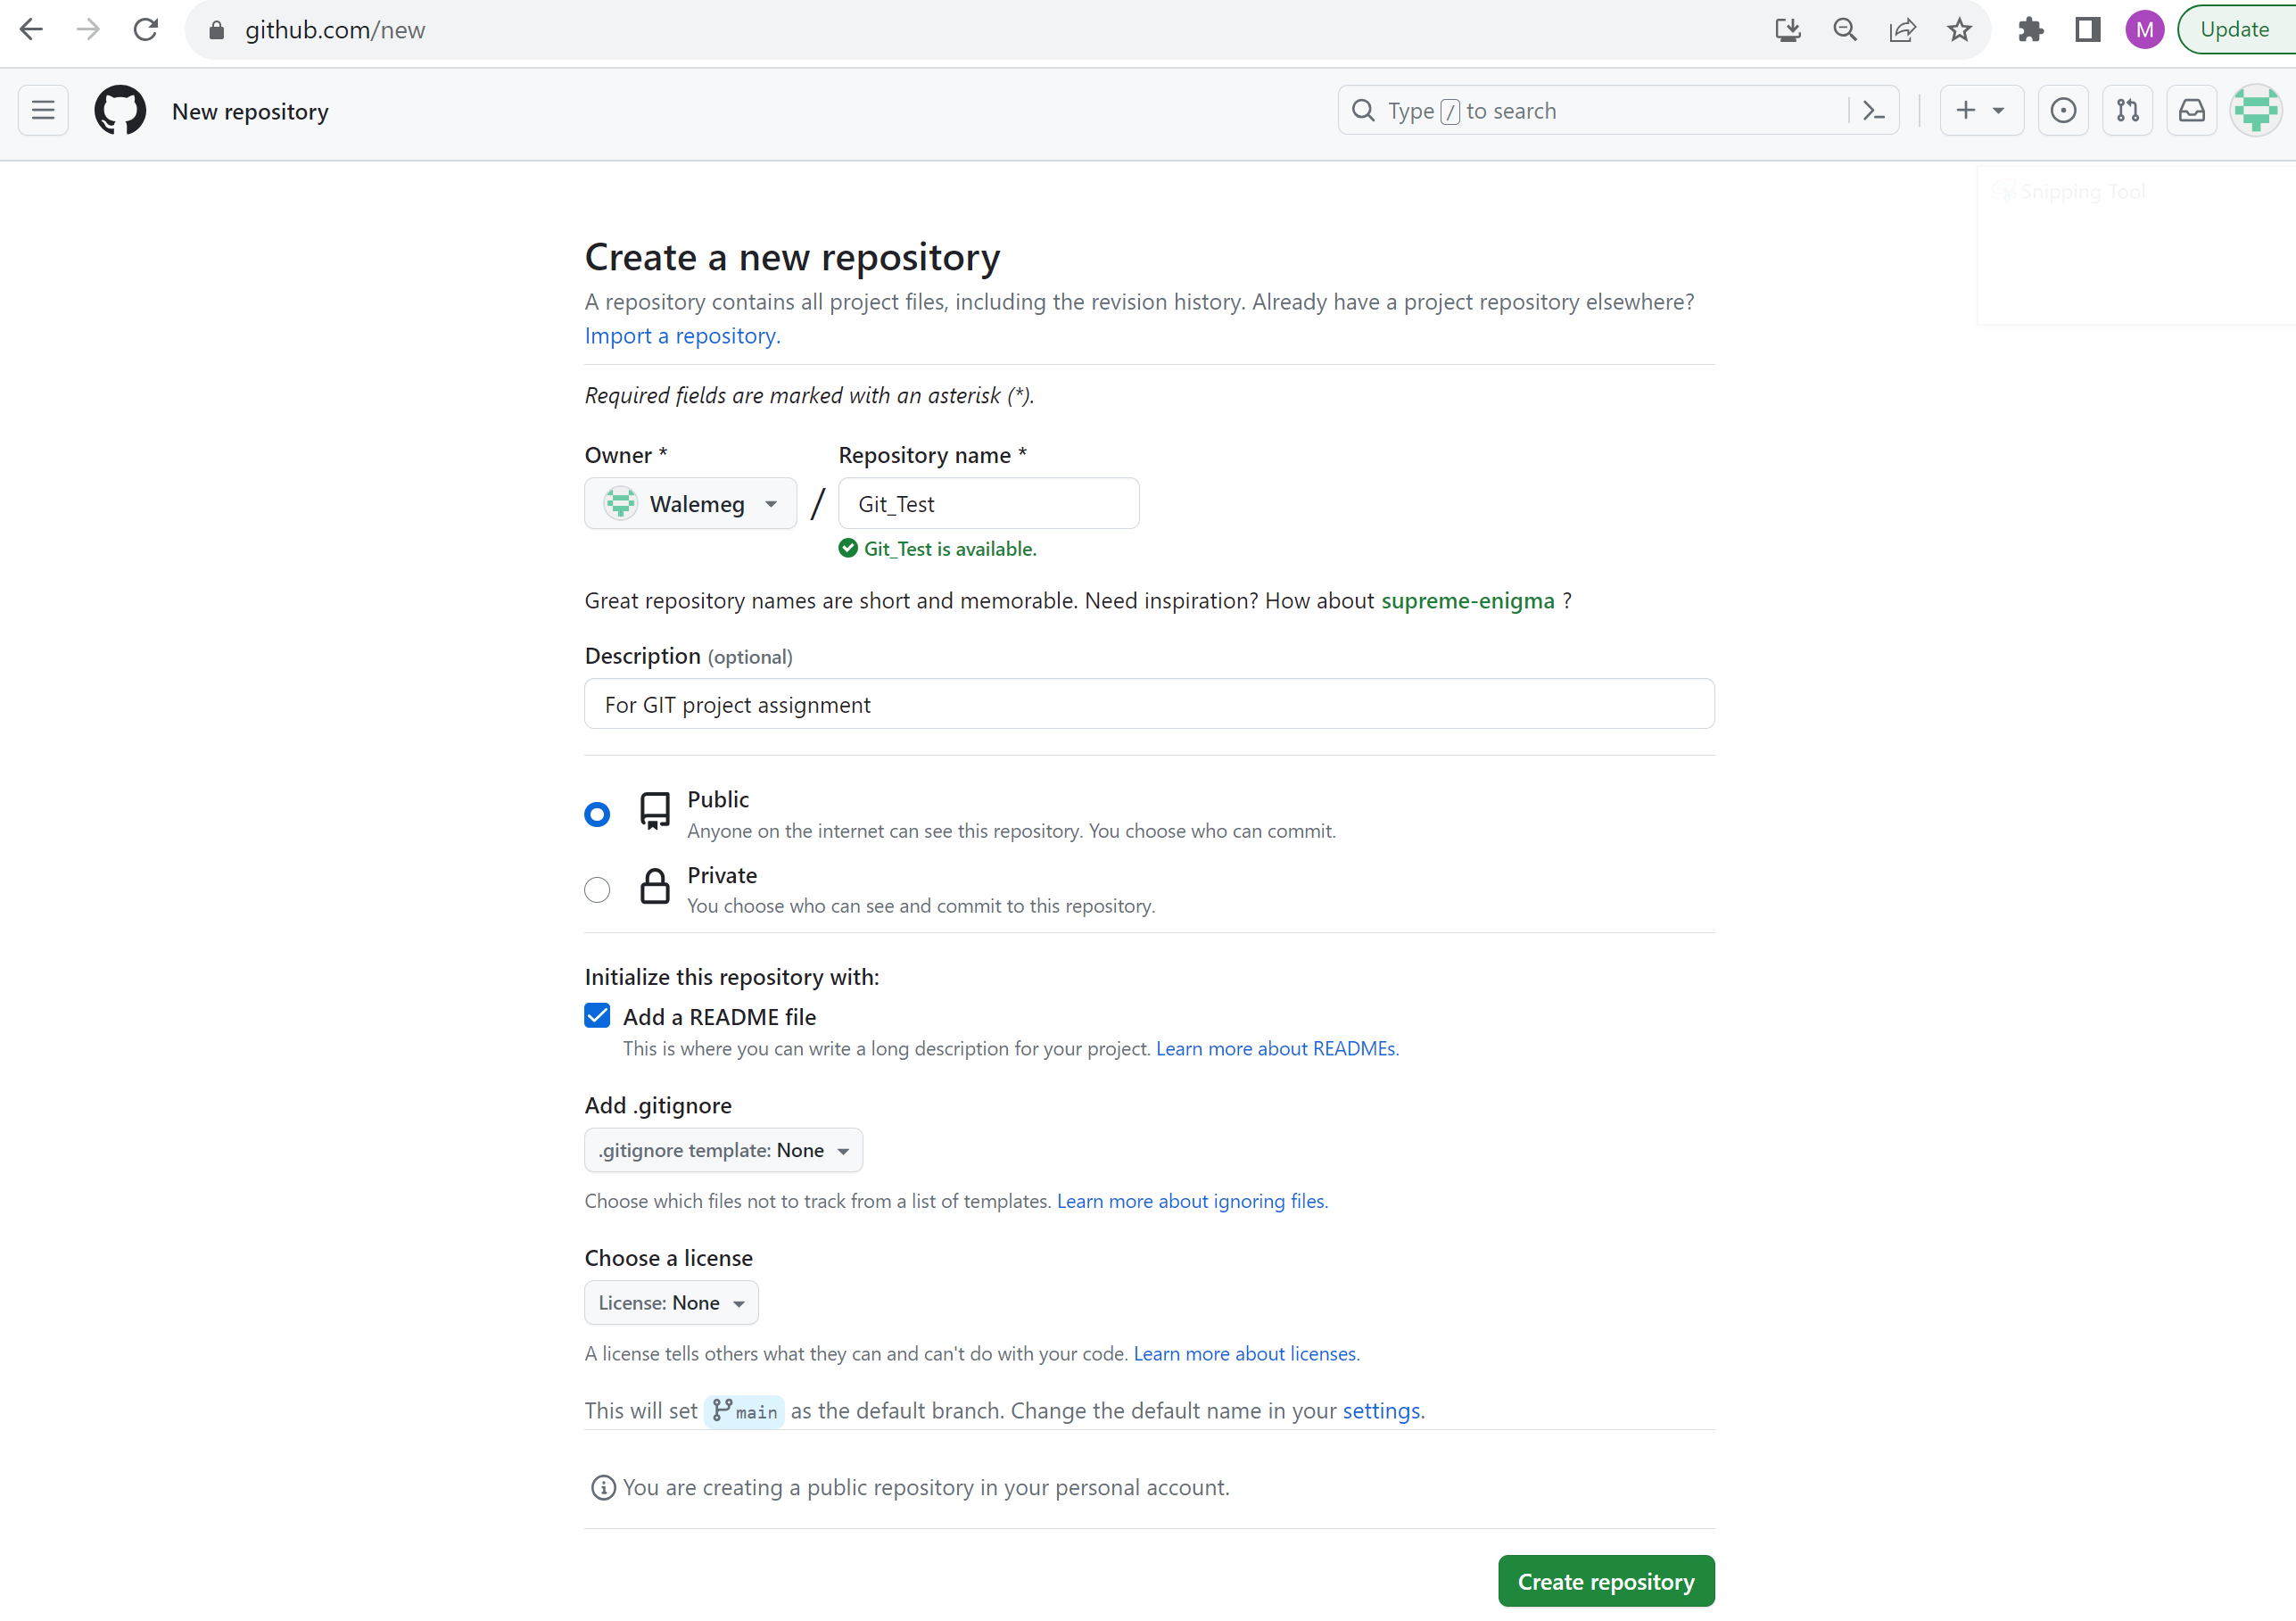 github.com/new
M
Update
New repository
Type / to search
Snipping Tool
Create a new repository
A repository contains all project files, including the revision history. Already have a project repository elsewhere?
Import a repository.
Required fields are marked with an asterisk (*).
Owner *
Repository name *
Walemeg
/
Git_Test
Git_Test is available.
Great repository names are short and memorable. Need inspiration? How about supreme-enigma ?
Description (optional)
For GIT project assignment
Public
Anyone on the internet can see this repository. You choose who can commit.
Private
You choose who can see and commit to this repository.
Initialize this repository with:
Add a README file
This is where you can write a long description for your project. Learn more about READMEs.
Add .gitignore
.gitignore template: None
Choose which files not to track from a list of templates. Learn more about ignoring files.
Choose a license
License: None
A license tells others what they can and can't do with your code. Learn more about licenses.
This will set main as the default branch. Change the default name in your settings.
You are creating a public repository in your personal account.
Create repository